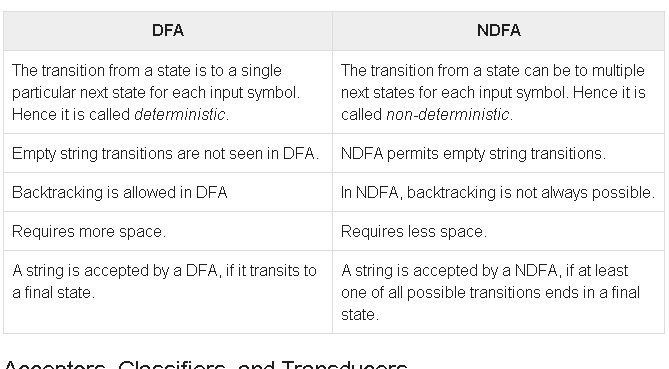 DFA
NDFA
The transition from a state is to a single
particular next state for each input symbol.
Hence it is called deterministic.
The transition from a state can be to multiple
next states for each input symbol. Hence it is
called non-deterministic.
Empty string transitions are not seen in DFA.
NDFA permits empty string transitions.
Backtracking is allowed in DFA
In NDFA, backtracking is not always possible.
Requires more space.
Requires less space.
A string is accepted by a DFA, if it transits to
a final state.
A string is accepted by a NDFA, if at least
one of all possible transitions ends in a final
state.
Acceptors, Classifiers, and Transducers